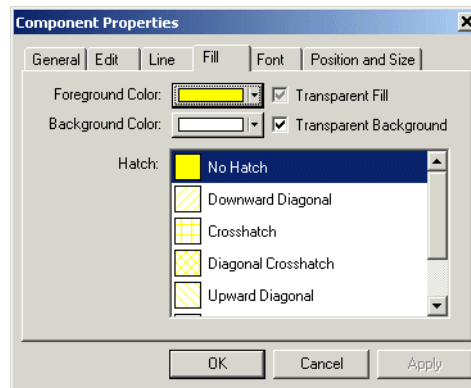 Component Properties
General Edit Line Fill Font Position and Size
Foreground Color: Transparent Fill
Background Color: Transparent Background
Hatch: No Hatch
Downward Diagonal
Crosshatch
Diagonal Crosshatch
Upward Diagonal
OK Cancel Apply